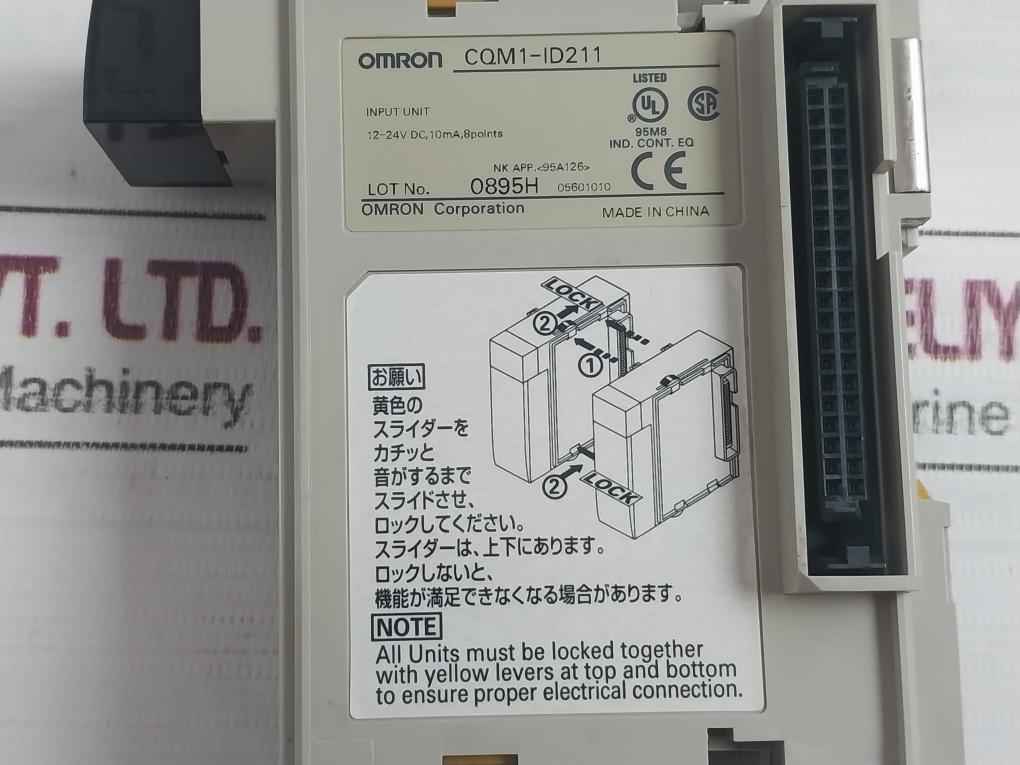 OMRON CQM1-ID211
INPUT UNIT
12-24V DC,10mA,8points
LISTED
UL
®
SA
95M8
IND. CONT. EQ
NK APP.<95A126>
CE
LOT No. 0895H 05601010
OMRON Corporation MADE IN CHINA
LOCK
②
①
②
LOCK
お願い
黄色の
スライダーを
カチッと
音がするまで
スライドさせ、
ロックしてください。
スライダーは、上下にあります。
ロックしないと、
機能が満足できなくなる場合があります。
NOTE
All Units must be locked together
with yellow levers at top and bottom
to ensure proper electrical connection.
VT. LTD.
Machinery
ELIY
rine